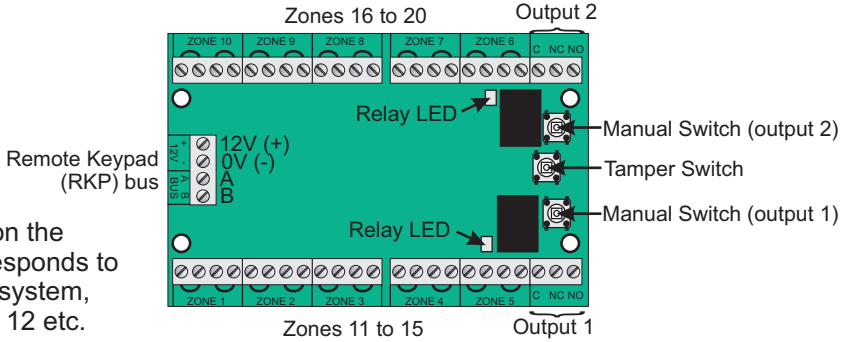 Zones 16 to 20
Output 2
ZONE 10 ZONE 9 ZONE 8 ZONE 7 ZONE 6 C NC NO
Relay LED
Manual Switch (output 2)
Remote Keypad
(RKP) bus
12V + -
BUS A B
12V (+)
0V (-)
A
B
Tamper Switch
Manual Switch (output 1)
Relay LED
on the
esponds to
system,
12 etc.
ZONE 1 ZONE 2 ZONE 3 ZONE 4 ZONE 5 C NC NO
Zones 11 to 15
Output 1